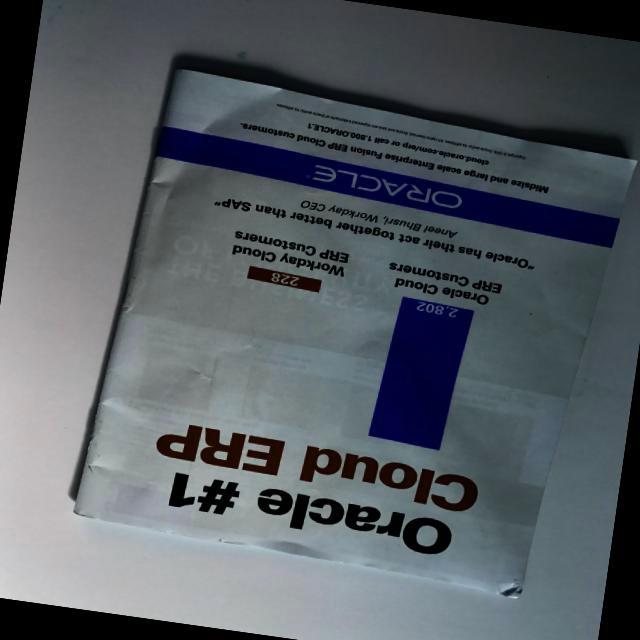 Oracle #1
Cloud ERP
2,802
228
Oracle Cloud
ERP Customers
Workday Cloud
ERP Customers
"Oracle has their act together better than SAP"
Aneel Bhusri, Workday CEO
ORACLE
Midsize and large scale Enterprise Fusion ERP Cloud customers.
cloud.oracle.com/erp or call 1.800.ORACLE.1